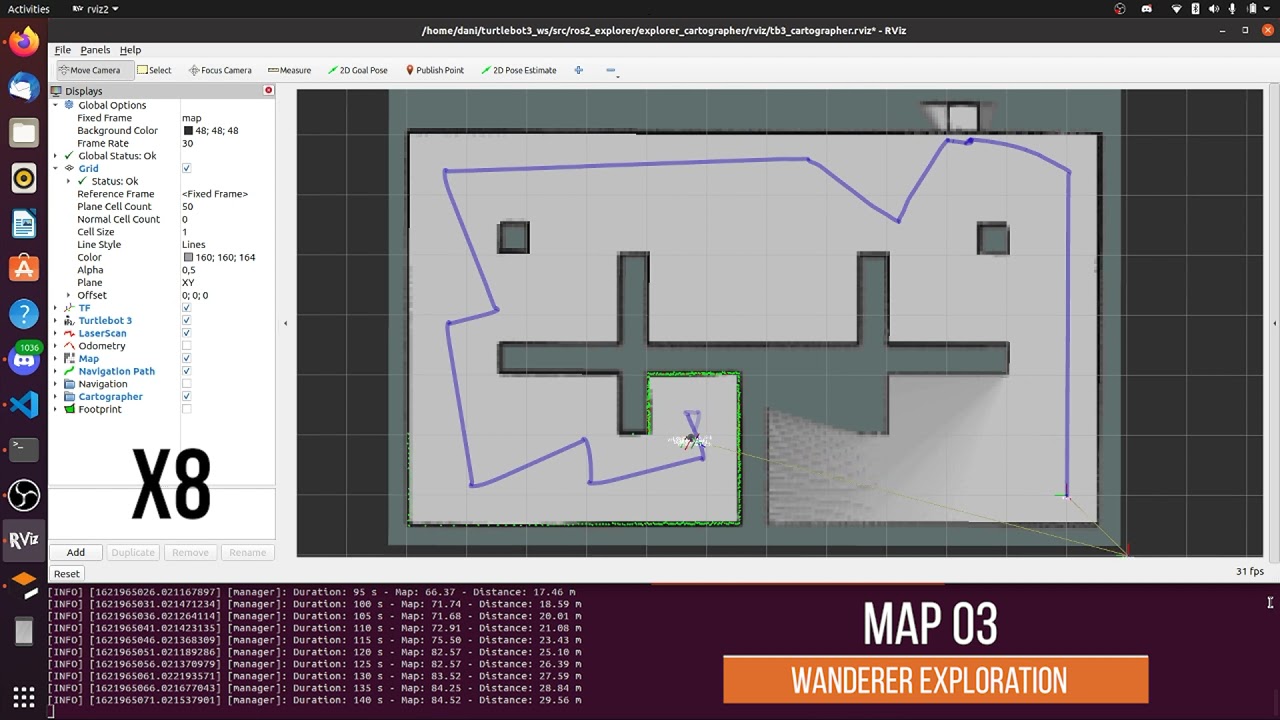 Activities
RViz rviz2
/home/dani/turtlebot3_ws/src/ros2_explorer/explorer_cartographer/rviz/tb3_cartographer.rviz* - RViz
File Panels Help
Move Camera Select Focus Camera Measure 2D Goal Pose Publish Point 2D Pose Estimate
Displays
Global Options
Fixed Frame map
Background Color 48; 48; 48
Frame Rate 30
Global Status: Ok
Grid
Status: Ok
Reference Frame <Fixed Frame>
Plane Cell Count 50
Normal Cell Count 0
Cell Size 1
Line Style Lines
Color 160; 160; 164
Alpha 0,5
Plane XY
Offset 0; 0; 0
TF
Turtlebot 3
LaserScan
Odometry
Map
Navigation Path
Navigation
Cartographer
Footprint
1036
X8
RViz
Add Duplicate Remove Rename
Reset
31 fps
[INFO] [1621965026.021167897] [manager]: Duration: 95 s - Map: 66.37 - Distance: 17.46 m
[INFO] [1621965031.021471234] [manager]: Duration: 100 s - Map: 71.74 - Distance: 18.59 m
[INFO] [1621965036.021264114] [manager]: Duration: 105 s - Map: 71.68 - Distance: 20.01 m
[INFO] [1621965041.021423135] [manager]: Duration: 110 s - Map: 72.91 - Distance: 21.08 m
[INFO] [1621965046.021368309] [manager]: Duration: 115 s - Map: 75.50 - Distance: 23.43 m
[INFO] [1621965051.021189286] [manager]: Duration: 120 s - Map: 82.57 - Distance: 25.10 m
[INFO] [1621965056.021370979] [manager]: Duration: 125 s - Map: 82.57 - Distance: 26.39 m
[INFO] [1621965061.022193571] [manager]: Duration: 130 s - Map: 83.52 - Distance: 27.59 m
[INFO] [1621965066.021677043] [manager]: Duration: 135 s - Map: 84.25 - Distance: 28.84 m
[INFO] [1621965071.021537901] [manager]: Duration: 140 s - Map: 84.52 - Distance: 29.56 m
MAP 03
WANDERER EXPLORATION